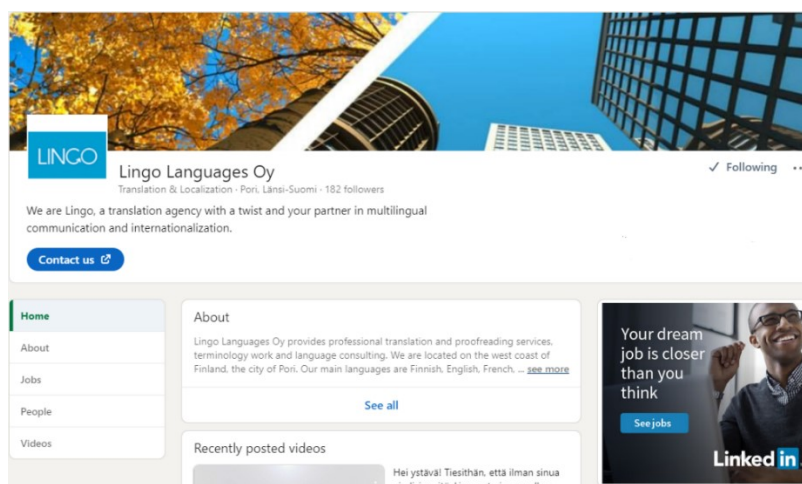 LINGO
Lingo Languages Oy
Translation & Localization · Pori, Länsi-Suomi · 182 followers
✓ Following
We are Lingo, a translation agency with a twist and your partner in multilingual
communication and internationalization.
Contact us
Home
About
Jobs
People
Videos
About
Lingo Languages Oy provides professional translation and proofreading services,
terminology work and language consulting. We are located on the west coast of
Finland, the city of Pori. Our main languages are Finnish, English, French, ... see more
See all
Recently posted videos
Hei ystävä! Tiesithän, että ilman sinua
Your dream
job is closer
than you
think
See jobs
Linked in